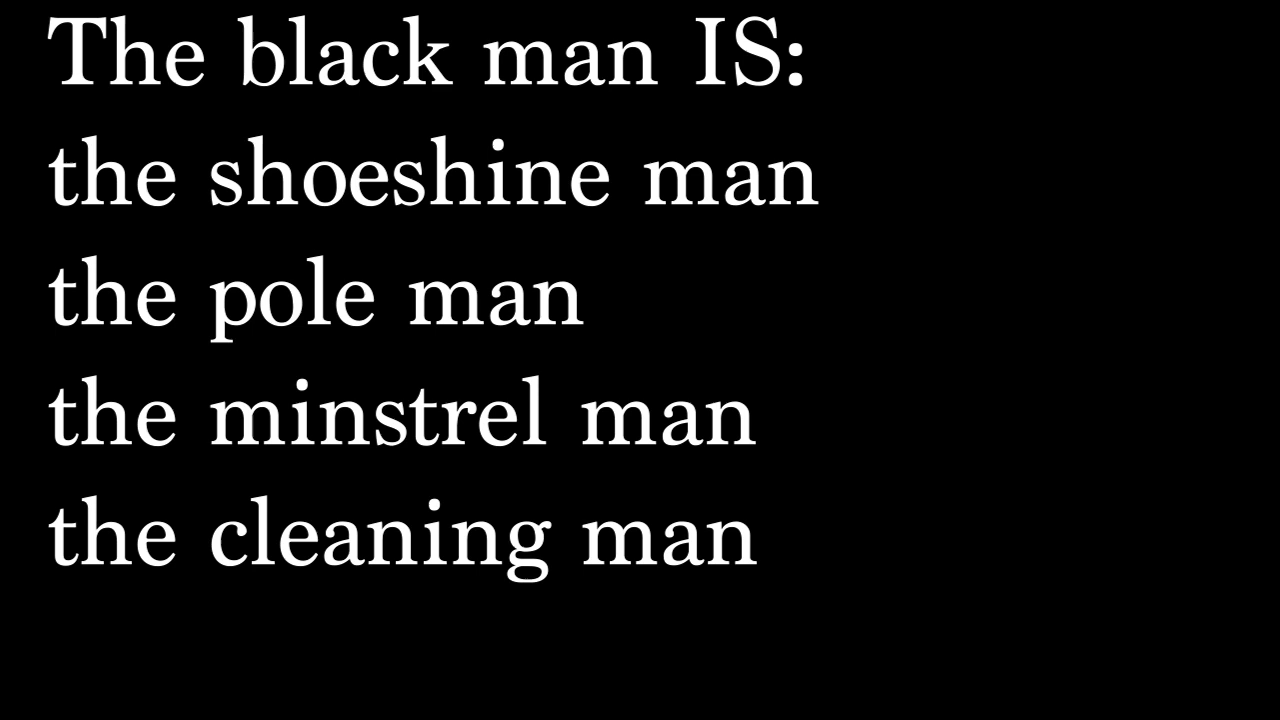 The black man IS:
the shoeshine man
the pole man
the minstrel man
the cleaning man